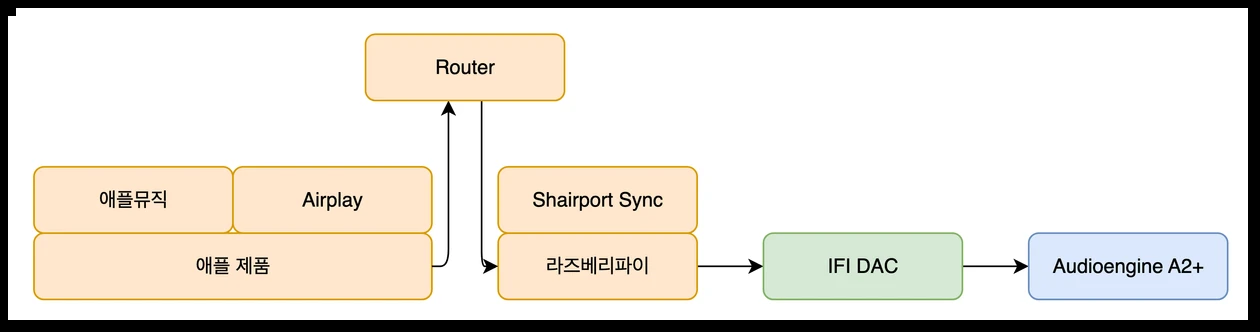 Router
애플뮤직
Airplay
Shairport Sync
애플 제품
라즈베리파이
IFI DAC
Audioengine A2+